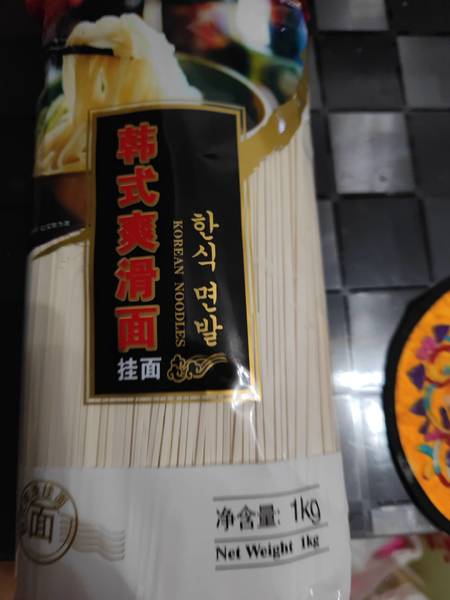 韩式爽滑面
한식 면발
KOREAN NOODLES
挂面
净含量: 1kg
Net Weight 1kg
面